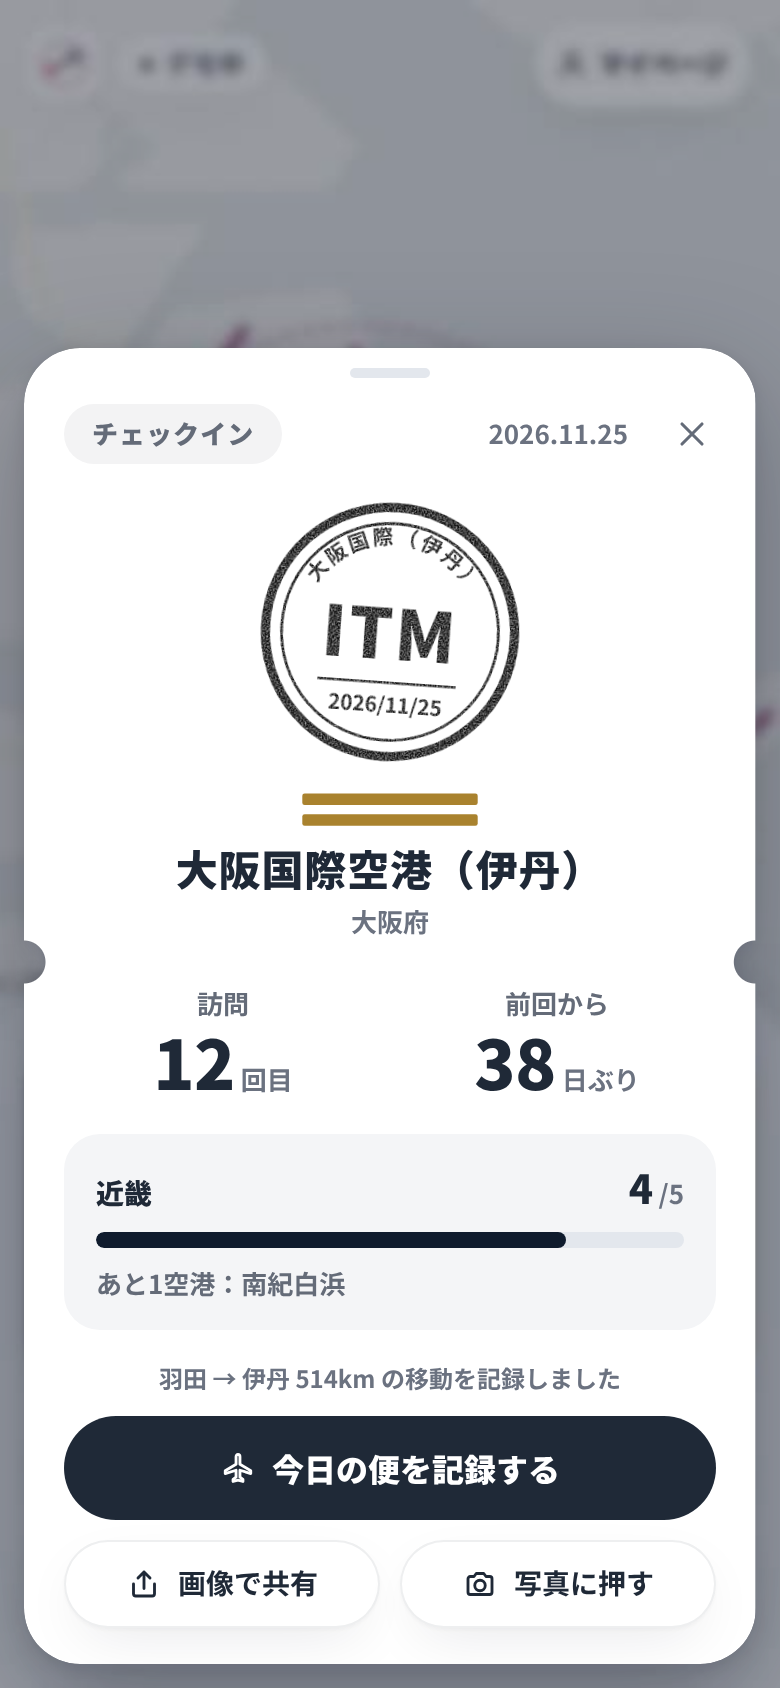 チェックイン
2026.11.25
大阪国際（伊丹）
ITM
2026/11/25
大阪国際空港（伊丹）
大阪府
訪問
12回目
前回から
38日ぶり
近畿
4/5
あと1空港：南紀白浜
羽田 → 伊丹 514km の移動を記録しました
今日の便を記録する
画像で共有
写真に押す